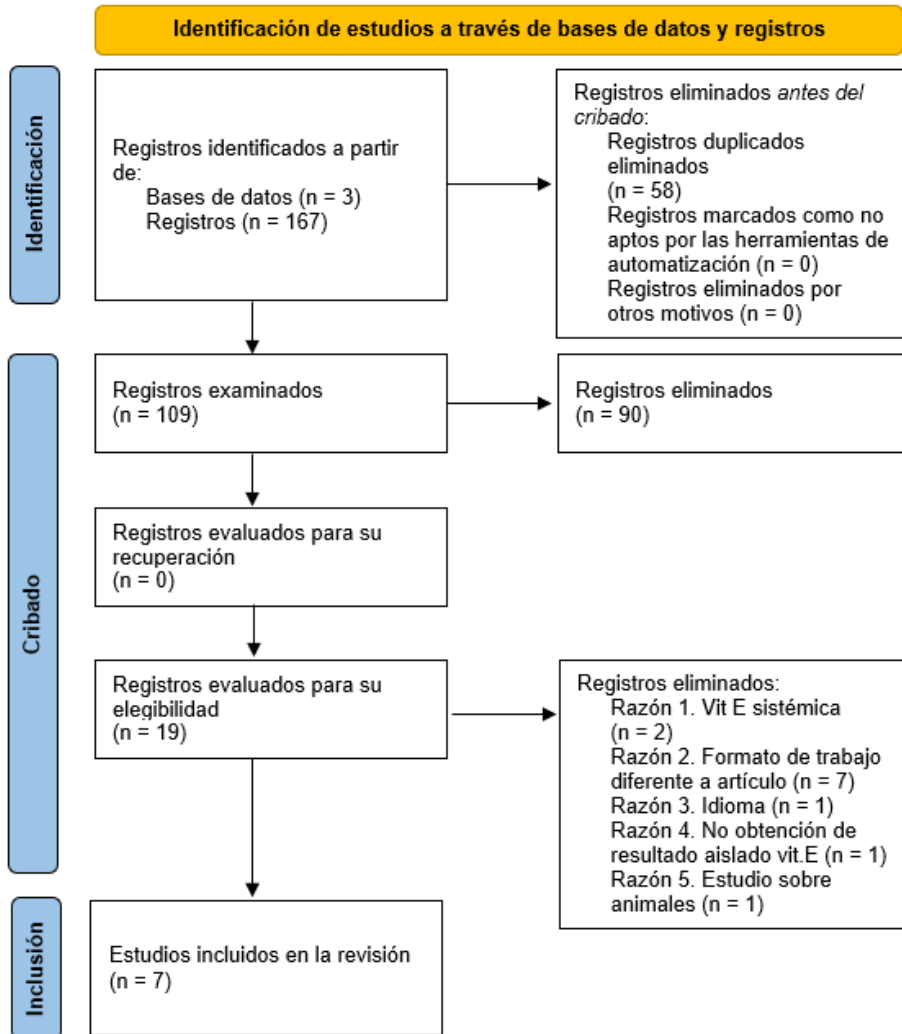 Identificación de estudios a través de bases de datos y registros
Identificación
Registros identificados a partir
de:
Bases de datos (n = 3)
Registros (n = 167)
Registros eliminados antes del
cribado:
Registros duplicados
eliminados
(n = 58)
Registros marcados como no
aptos por las herramientas de
automatización (n = 0)
Registros eliminados por
otros motivos (n = 0)
Cribado
Registros examinados
(n = 109)
Registros eliminados
(n = 90)
Registros evaluados para su
recuperación
(n = 0)
Registros evaluados para su
elegibilidad
(n = 19)
Registros eliminados:
Razón 1. Vit E sistémica
(n = 2)
Razón 2. Formato de trabajo
diferente a artículo (n = 7)
Razón 3. Idioma (n = 1)
Razón 4. No obtención de
resultado aislado vit.E (n = 1)
Razón 5. Estudio sobre
animales (n = 1)
Inclusión
Estudios incluidos en la revisión
(n = 7)